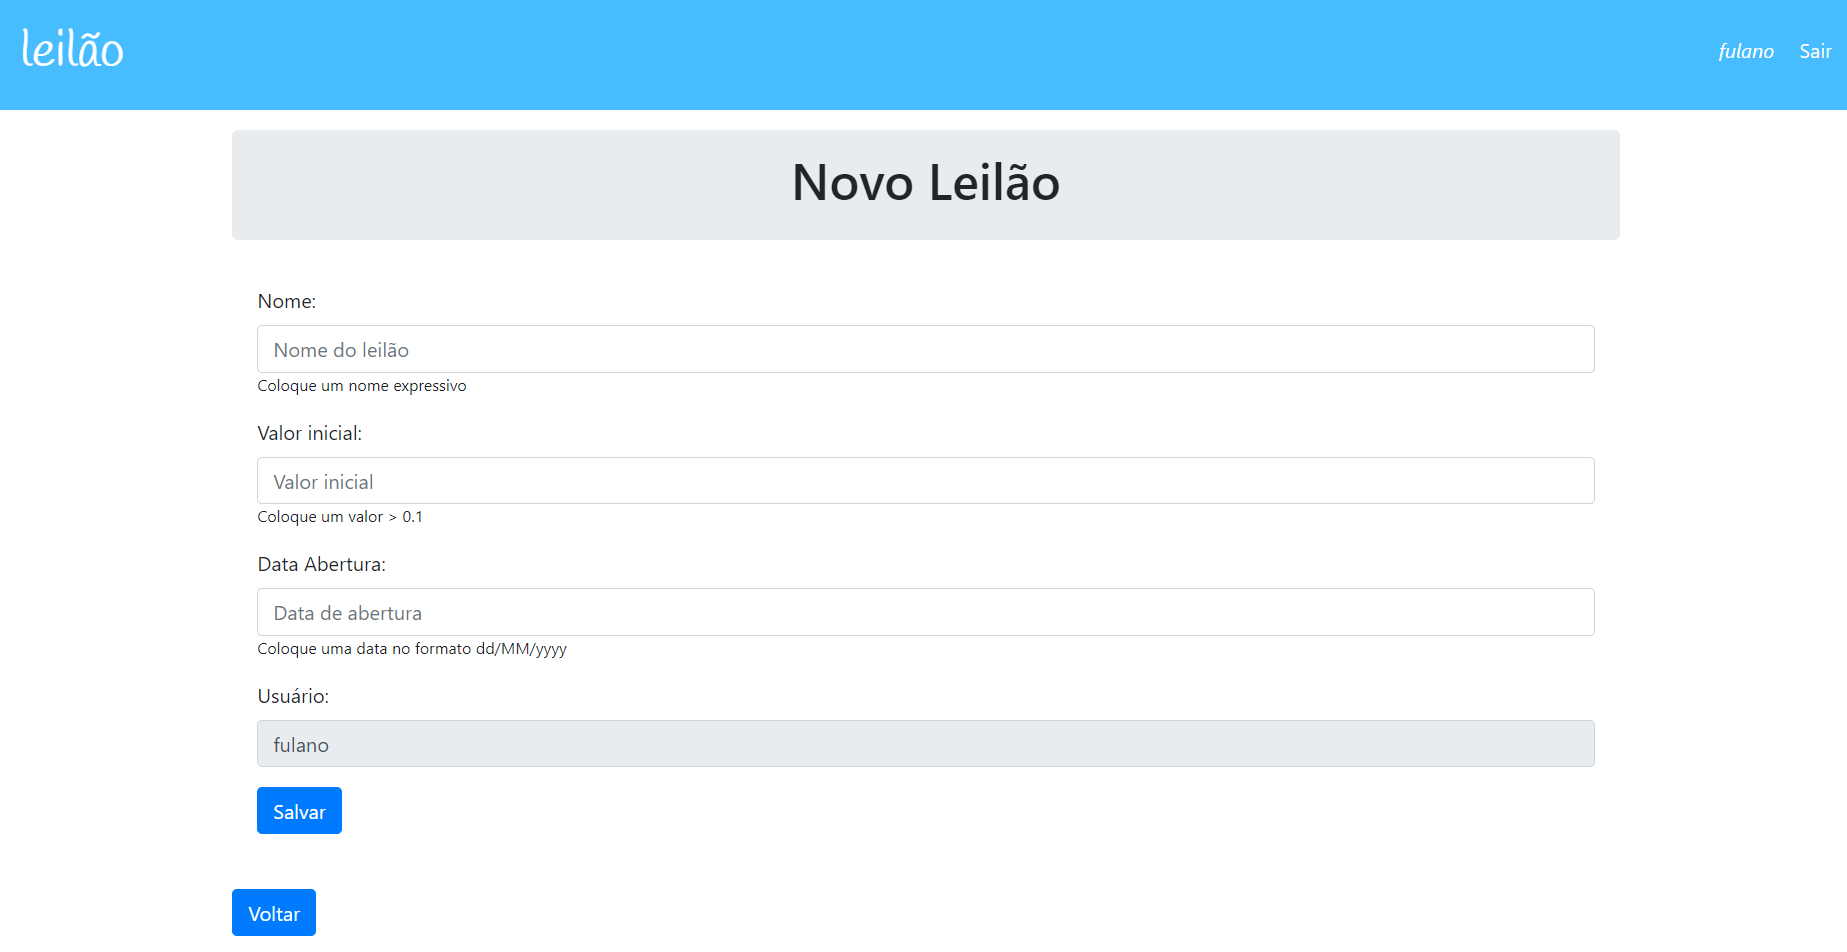 leilão
fulano Sair
Novo Leilão
Nome:
Nome do leilão
Coloque um nome expressivo
Valor inicial:
Valor inicial
Coloque um valor > 0.1
Data Abertura:
Data de abertura
Coloque uma data no formato dd/MM/yyyy
Usuário:
fulano
Salvar
Voltar